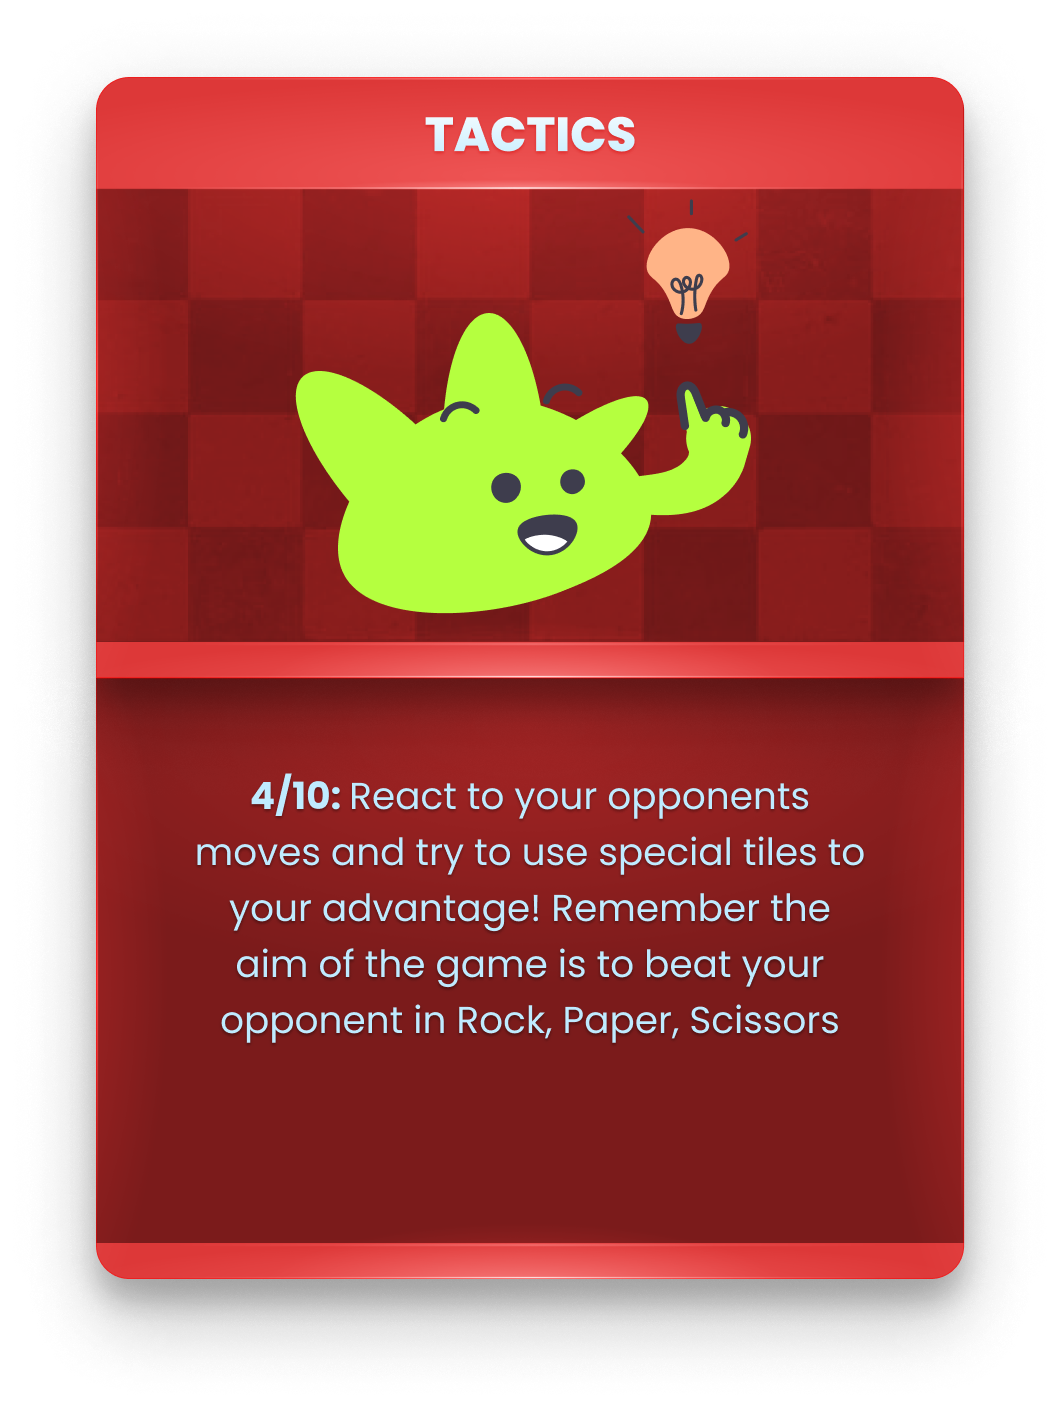 TACTICS
4/10: React to your opponents
moves and try to use special tiles to
your advantage! Remember the
aim of the game is to beat your
opponent in Rock, Paper, Scissors